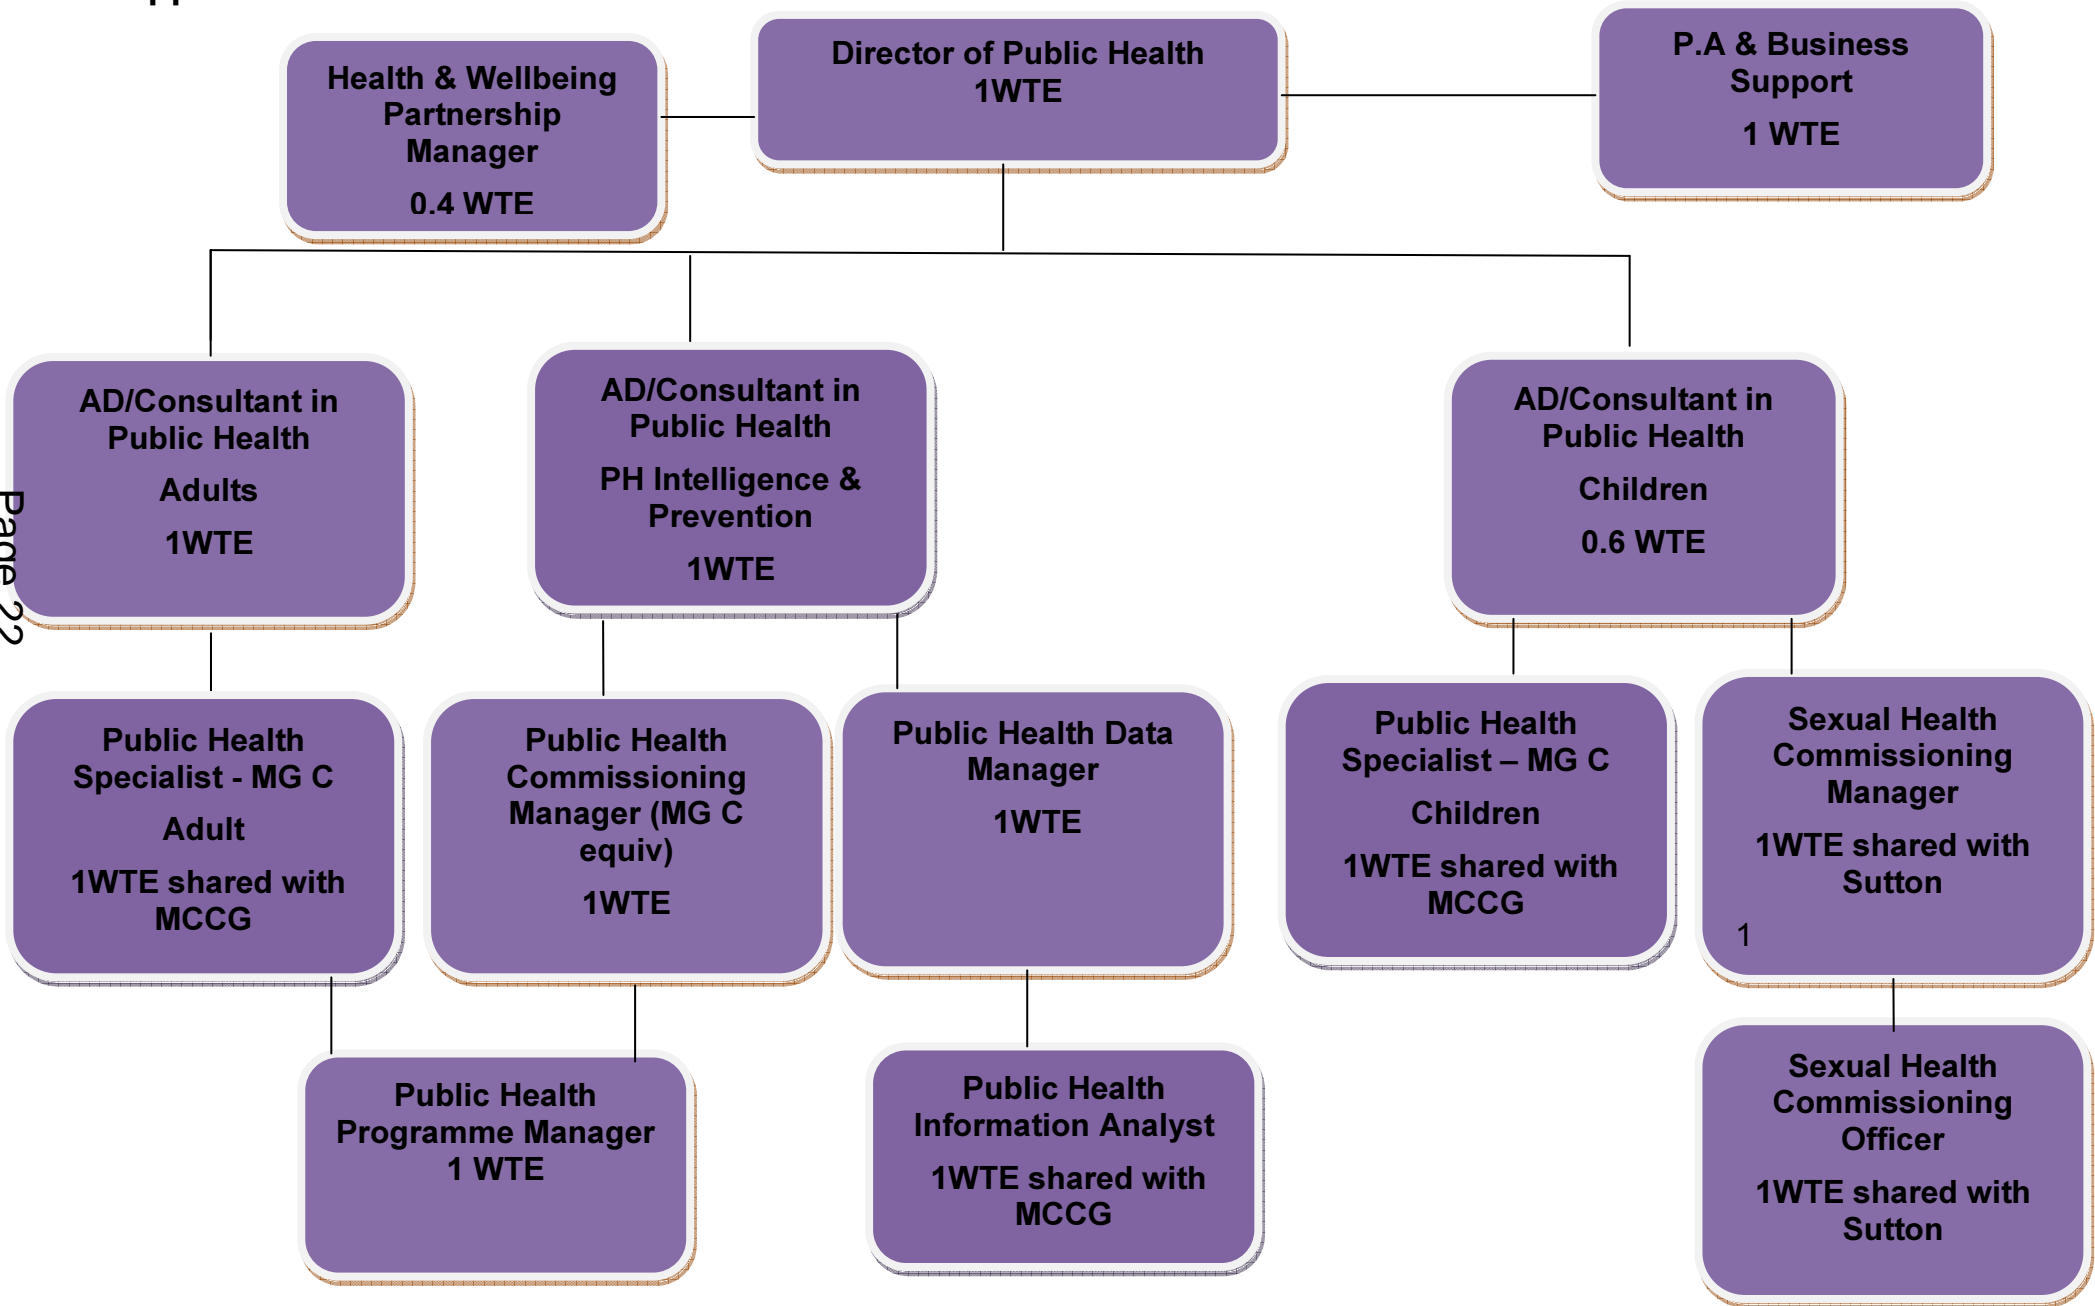 Health & Wellbeing
Partnership
Manager
0.4 WTE
Director of Public Health
1WTE
P.A & Business
Support
1 WTE
AD/Consultant in
Public Health
Adults
1WTE
AD/Consultant in
Public Health
PH Intelligence &
Prevention
1WTE
AD/Consultant in
Public Health
Children
0.6 WTE
Page 22
Public Health
Specialist - MG C
Adult
1WTE shared with
MCCG
Public Health
Commissioning
Manager (MG C
equiv)
1WTE
Public Health Data
Manager
1WTE
Public Health
Specialist – MG C
Children
1WTE shared with
MCCG
Sexual Health
Commissioning
Manager
1WTE shared with
Sutton
1
Public Health
Programme Manager
1 WTE
Public Health
Information Analyst
1WTE shared with
MCCG
Sexual Health
Commissioning
Officer
1WTE shared with
Sutton